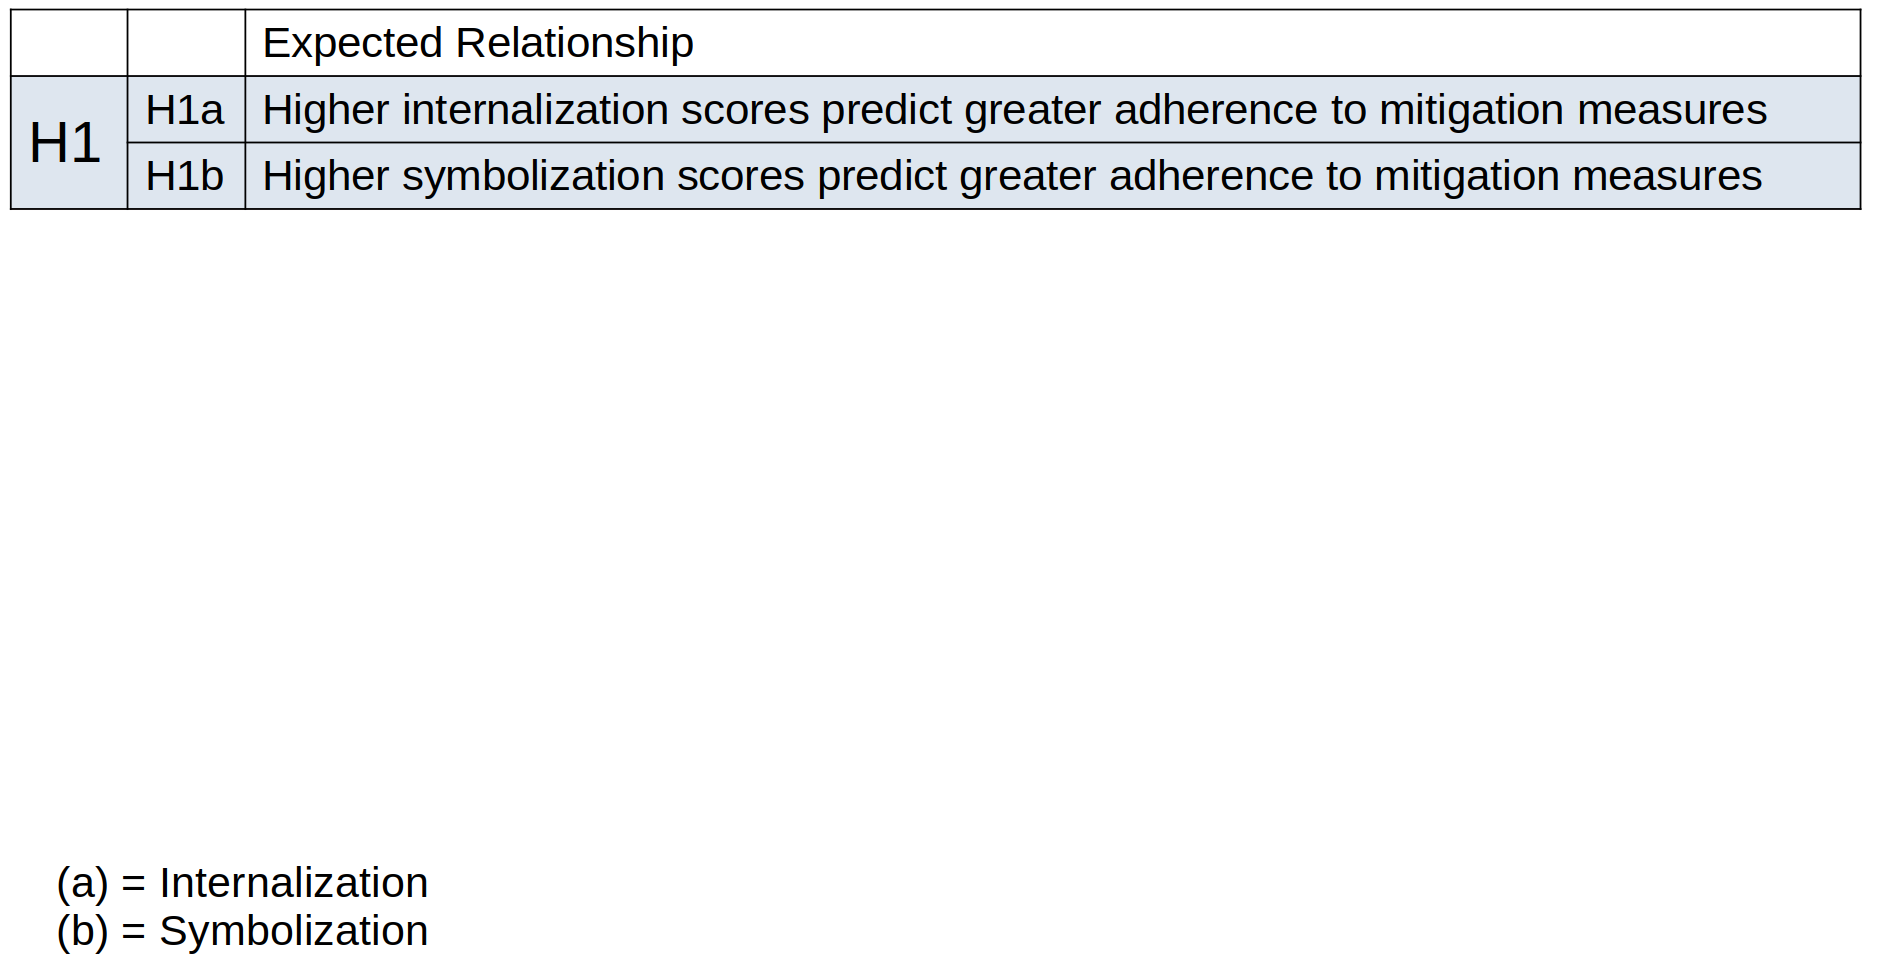 Expected Relationship
H1
H1a Higher internalization scores predict greater adherence to mitigation measures
H1b Higher symbolization scores predict greater adherence to mitigation measures
(a) = Internalization
(b) = Symbolization